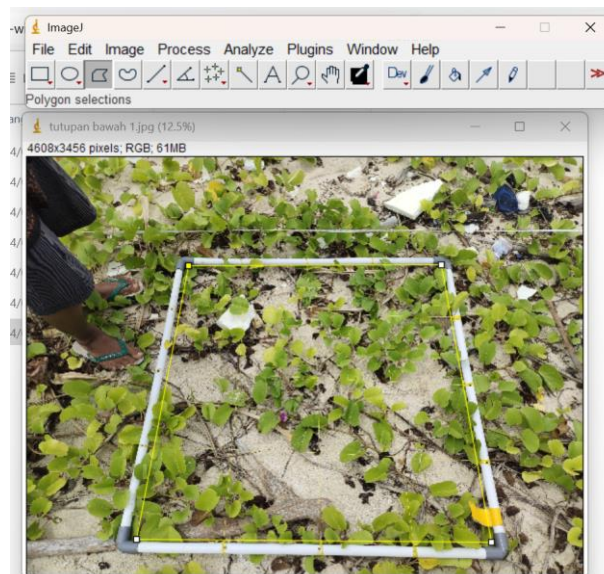 ImageJ
File Edit Image Process Analyze Plugins Window Help
Dev
Polygon selections
tutupan bawah 1.jpg (12.5%)
4608x3456 pixels; RGB; 61MB